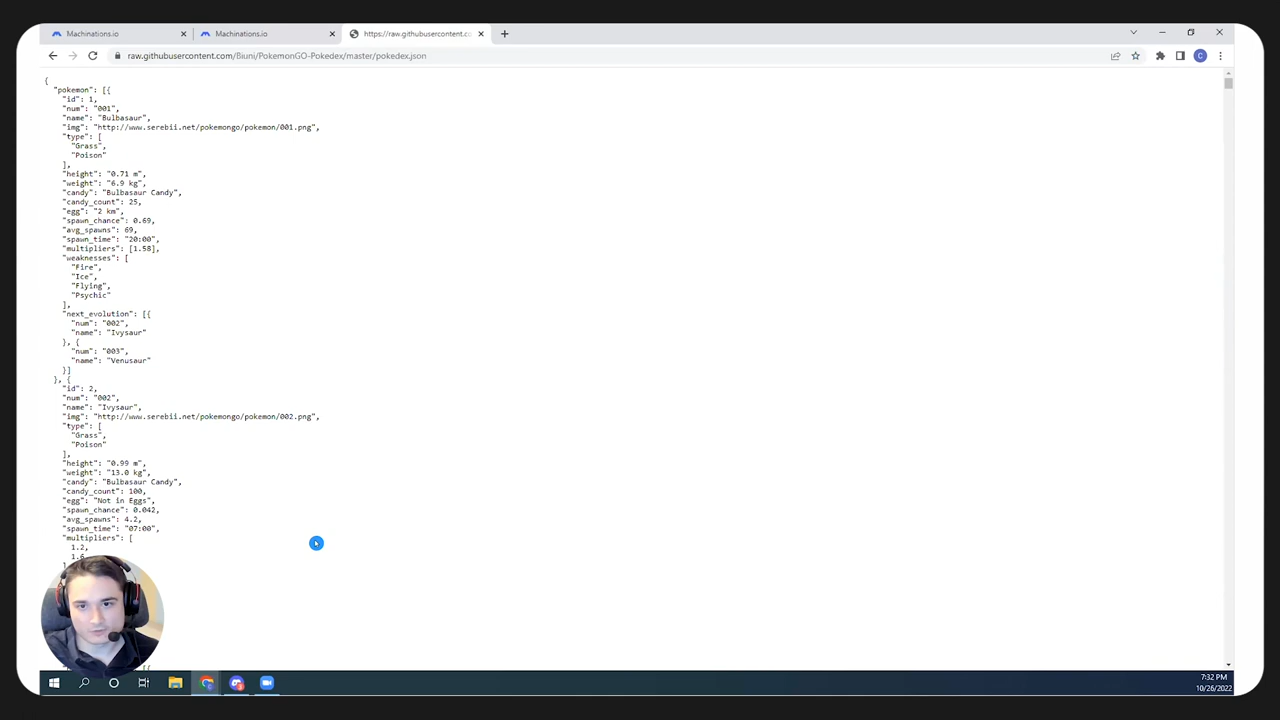 Machinations.io
Machinations.io
https://raw.githubusercontent.co
raw.githubusercontent.com/Biuni/PokemonGO-Pokedex/master/pokedex.json
C
{
"pokemon": [{
"id": 1,
"num": "001",
"name": "Bulbasaur",
"img": "http://www.serebii.net/pokemongo/pokemon/001.png",
"type": [
"Grass",
"Poison"
],
"height": "0.71 m",
"weight": "6.9 kg",
"candy": "Bulbasaur Candy",
"candy_count": 25,
"egg": "2 km",
"spawn_chance": 0.69,
"avg_spawns": 69,
"spawn_time": "20:00",
"multipliers": [1.58],
"weaknesses": [
"Fire",
"Ice",
"Flying",
"Psychic"
],
"next_evolution": [{
"num": "002",
"name": "Ivysaur"
}, {
"num": "003",
"name": "Venusaur"
}]
}, {
"id": 2,
"num": "002",
"name": "Ivysaur",
"img": "http://www.serebii.net/pokemongo/pokemon/002.png",
"type": [
"Grass",
"Poison"
],
"height": "0.99 m",
"weight": "13.0 kg",
"candy": "Bulbasaur Candy",
"candy_count": 100,
"egg": "Not in Eggs",
"spawn_chance": 0.042,
"avg_spawns": 4.2,
"spawn_time": "07:00",
"multipliers": [
1.2,
1.6
7:32 PM
10/26/2022